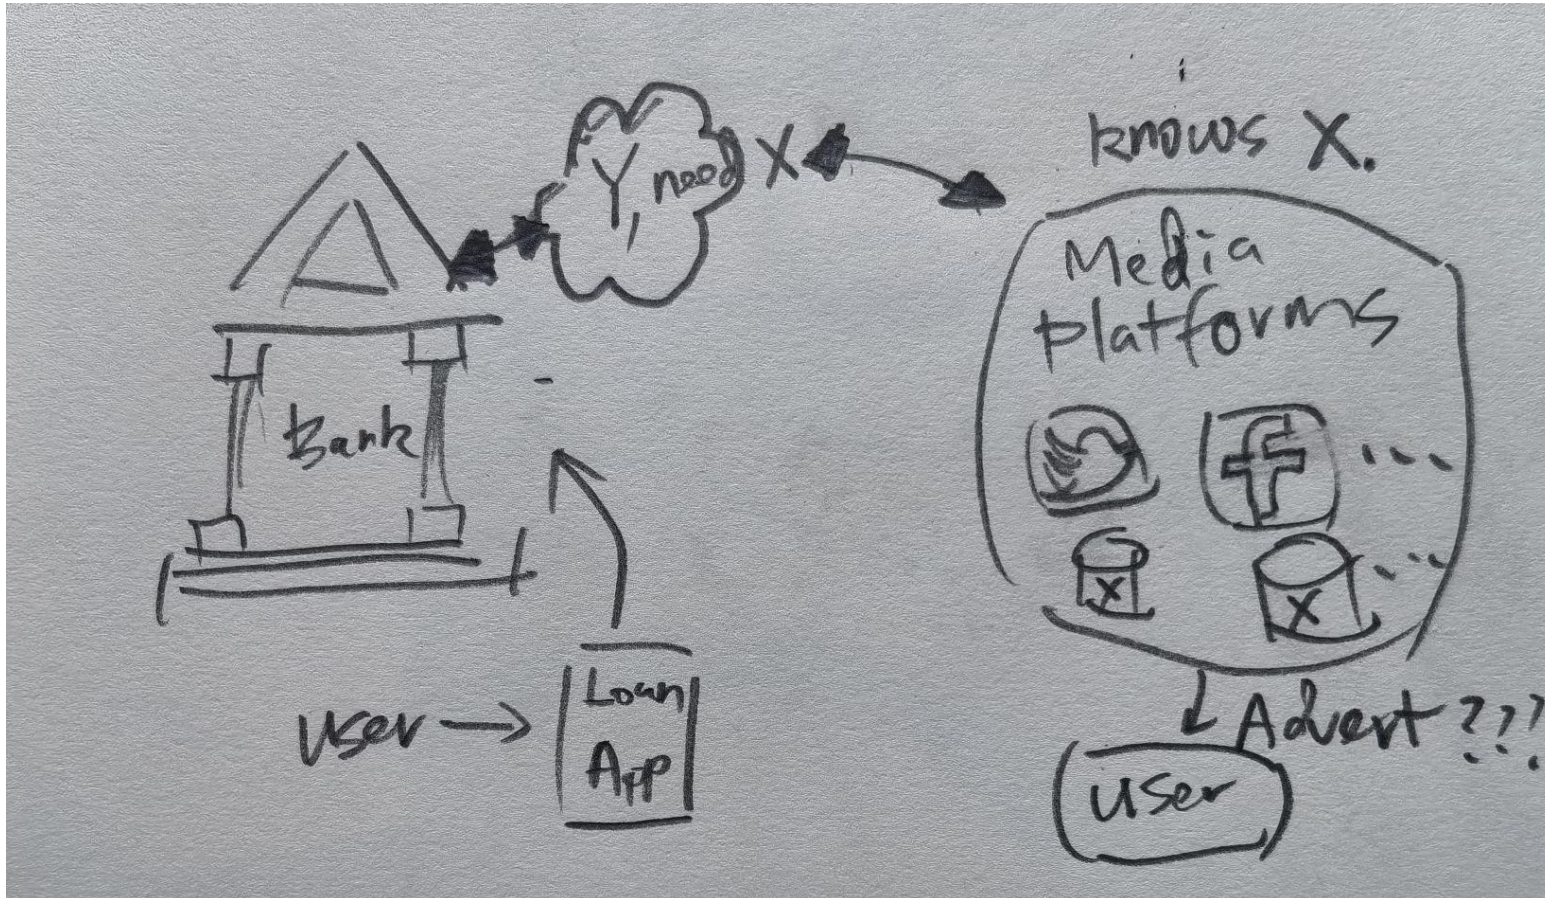 knows X.
Y need X
Media
platforms
Bank
f
X X
Loan
App
User →
Advert ???
user